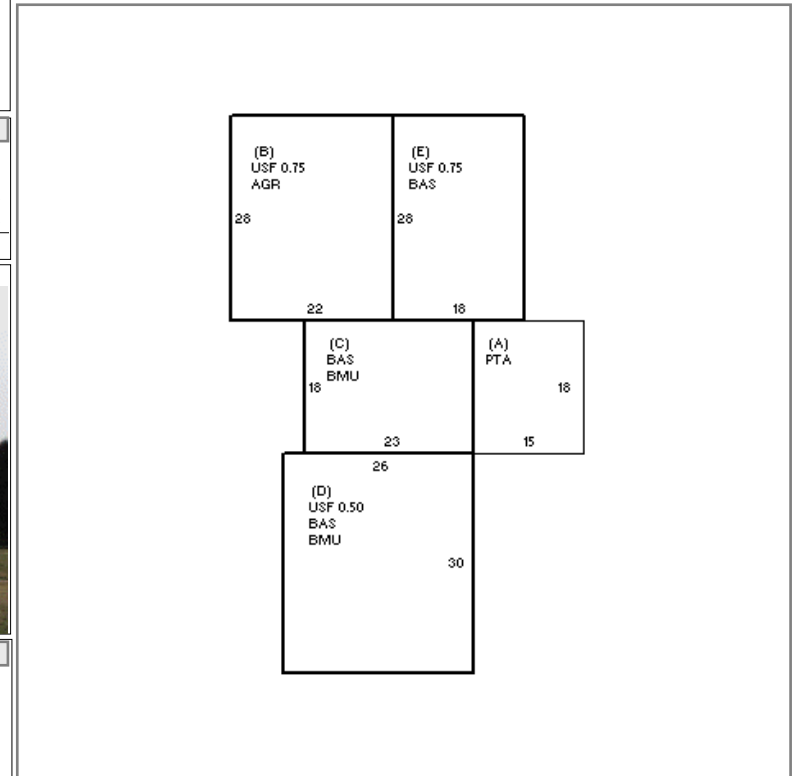 (B)
USF 0.75
AGR
28
22
(E)
USF 0.75
BAS
28
18
(C)
BAS
BMU
18
23
(A)
PTA
18
15
26
(D)
USF 0.50
BAS
BMU
30